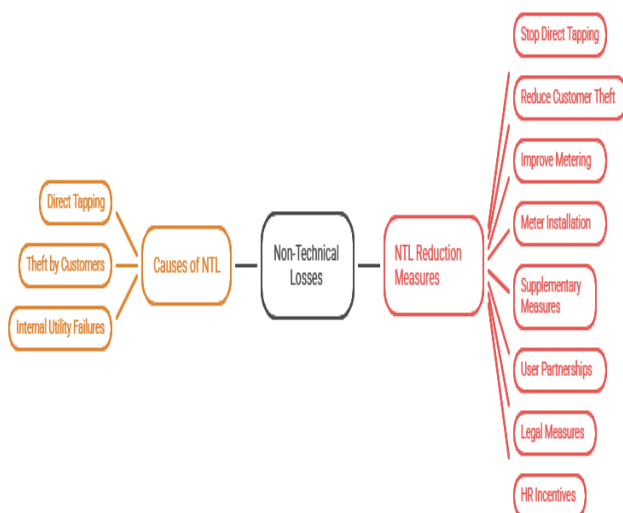 Direct Tapping
Theft by Customers
Internal Utility Failures
Causes of NTL
Non-Technical
Losses
NTL Reduction
Measures
Stop Direct Tapping
Reduce Customer Theft
Improve Metering
Meter Installation
Supplementary
Measures
User Partnerships
Legal Measures
HR Incentives